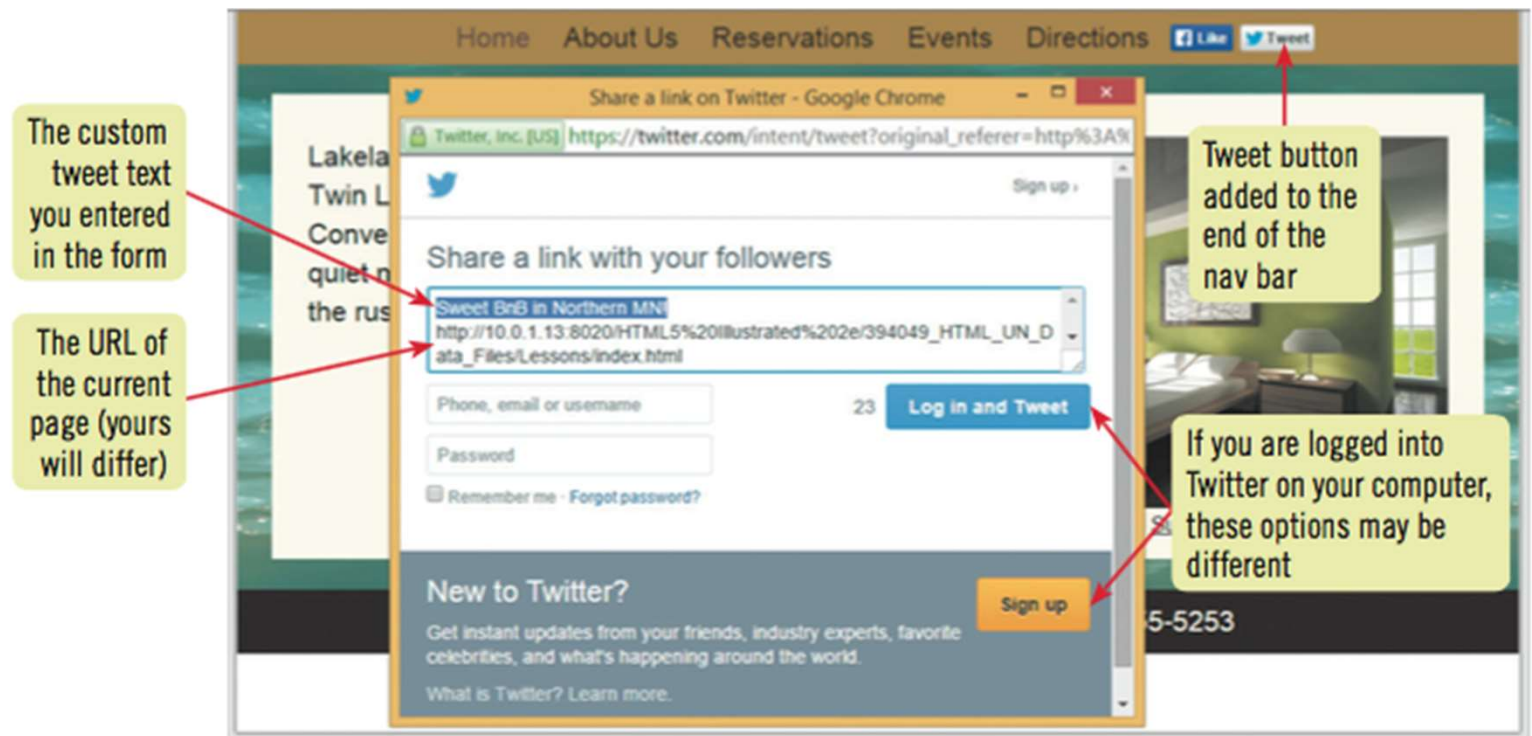 Home About Us Reservations Events Directions Like Tweet
Share a link on Twitter - Google Chrome
Twitter, Inc. [US] https://twitter.com/intent/tweet?original_referer=http%3A%
Sign up ›
The custom
tweet text
you entered
in the form
Lakela
Twin L
Conve
quiet n
the rus
Tweet button
added to the
end of the
nav bar
Share a link with your followers
Sweet BnB in Northern MN!
http://10.0.1.13:8020/HTML5%20Illustrated%202e/394049_HTML_UN_D
ata_Files/Lessons/index.html
The URL of
the current
page (yours
will differ)
Phone, email or username
23 Log in and Tweet
Password
Remember me · Forgot password?
If you are logged into
Twitter on your computer,
these options may be
different
New to Twitter?
Sign up
Get instant updates from your friends, industry experts, favorite
celebrities, and what's happening around the world.
What is Twitter? Learn more.
5-5253